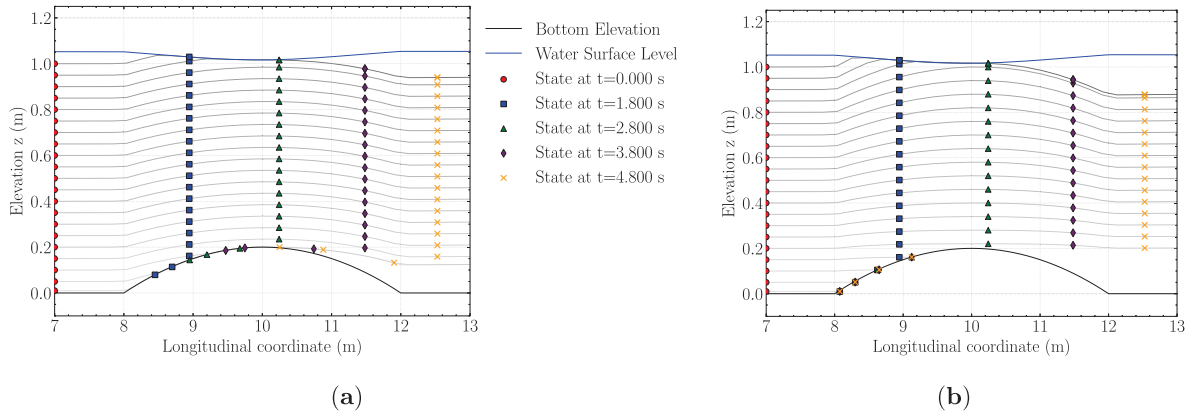 1.2
1.0
0.8
0.6
0.4
0.2
0.0
Elevation z (m)
7 8 9 10 11 12 13
Longitudinal coordinate (m)
(a)
Bottom Elevation
Water Surface Level
State at t=0.000 s
State at t=1.800 s
State at t=2.800 s
State at t=3.800 s
State at t=4.800 s
1.2
1.0
0.8
0.6
0.4
0.2
0.0
Elevation z (m)
7 8 9 10 11 12 13
Longitudinal coordinate (m)
(b)